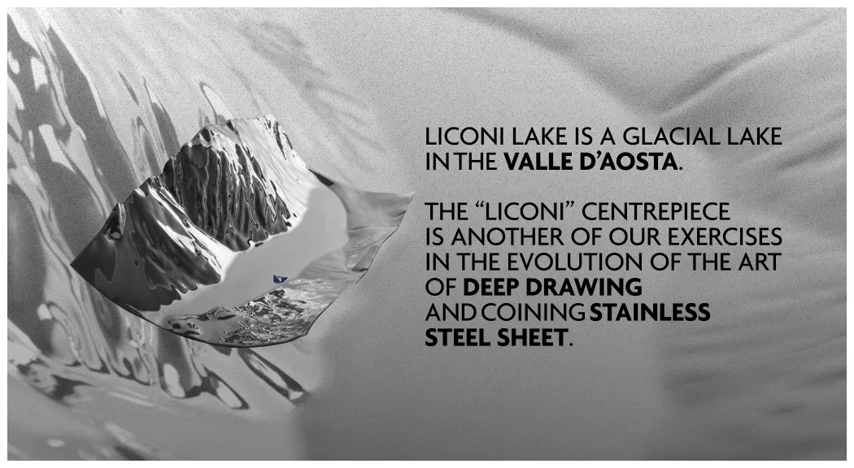 LICONI LAKE IS A GLACIAL LAKE
IN THE VALLE D’AOSTA.
THE “LICONI” CENTREPIECE
IS ANOTHER OF OUR EXERCISES
IN THE EVOLUTION OF THE ART
OF DEEP DRAWING
AND COINING STAINLESS
STEEL SHEET.